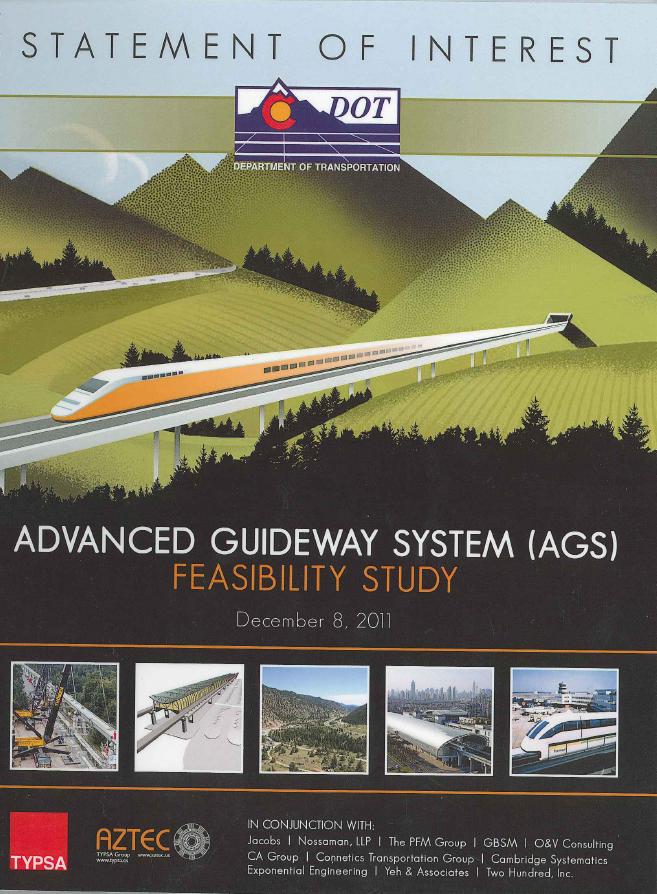 STATEMENT OF INTEREST
C DOT
DEPARTMENT OF TRANSPORTATION
ADVANCED GUIDEWAY SYSTEM (AGS)
FEASIBILITY STUDY
December 8, 2011
TYPSA
AZTEC
TYPSA Group www.aztec.us
www.typsa.es
IN CONJUNCTION WITH:
Jacobs | Nossaman, LLP | The PFM Group | GBSM | O&V Consulting
CA Group | Connetics Transportation Group | Cambridge Systematics
Exponential Engineering | Yeh & Associates | Two Hundred, Inc.